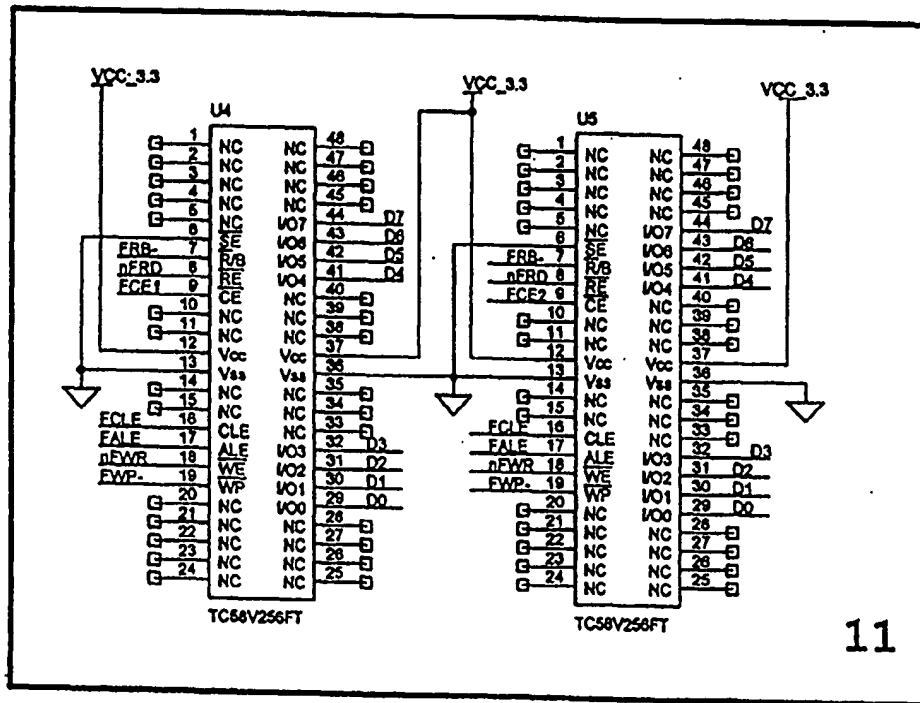 VCC_3.3
VCC_3.3
VCC_3.3
U4
1 NC NC 48
2 NC NC 47
3 NC NC 46
4 NC NC 45
5 NC I/O7 44 D7
6 SE I/O6 43 D6
FRB- 7 R/B I/O5 42 D5
nFRD 8 RE I/O4 41 D4
FCE1 9 CE NC 40
10 NC NC 39
11 NC NC 38
12 Vcc Vcc 37
13 Vss Vss 36
14 NC NC 35
15 NC NC 34
FCLE 16 CLE NC 33
FALE 17 ALE I/O3 32 D3
nFWR 18 WE I/O2 31 D2
FWP- 19 WP I/O1 30 D1
20 NC I/O0 29 D0
21 NC NC 28
22 NC NC 27
23 NC NC 26
24 NC NC 25
TC58V256FT
U5
1 NC NC 48
2 NC NC 47
3 NC NC 46
4 NC NC 45
5 NC I/O7 44 D7
6 SE I/O6 43 D6
FRB- 7 R/B I/O5 42 D5
nFRD 8 RE I/O4 41 D4
FCE2 9 CE NC 40
10 NC NC 39
11 NC NC 38
12 Vcc Vcc 37
13 Vss Vss 36
14 NC NC 35
15 NC NC 34
FCLE 16 CLE NC 33
FALE 17 ALE I/O3 32 D3
nFWR 18 WE I/O2 31 D2
FWP- 19 WP I/O1 30 D1
20 NC I/O0 29 D0
21 NC NC 28
22 NC NC 27
23 NC NC 26
24 NC NC 25
TC58V256FT
11